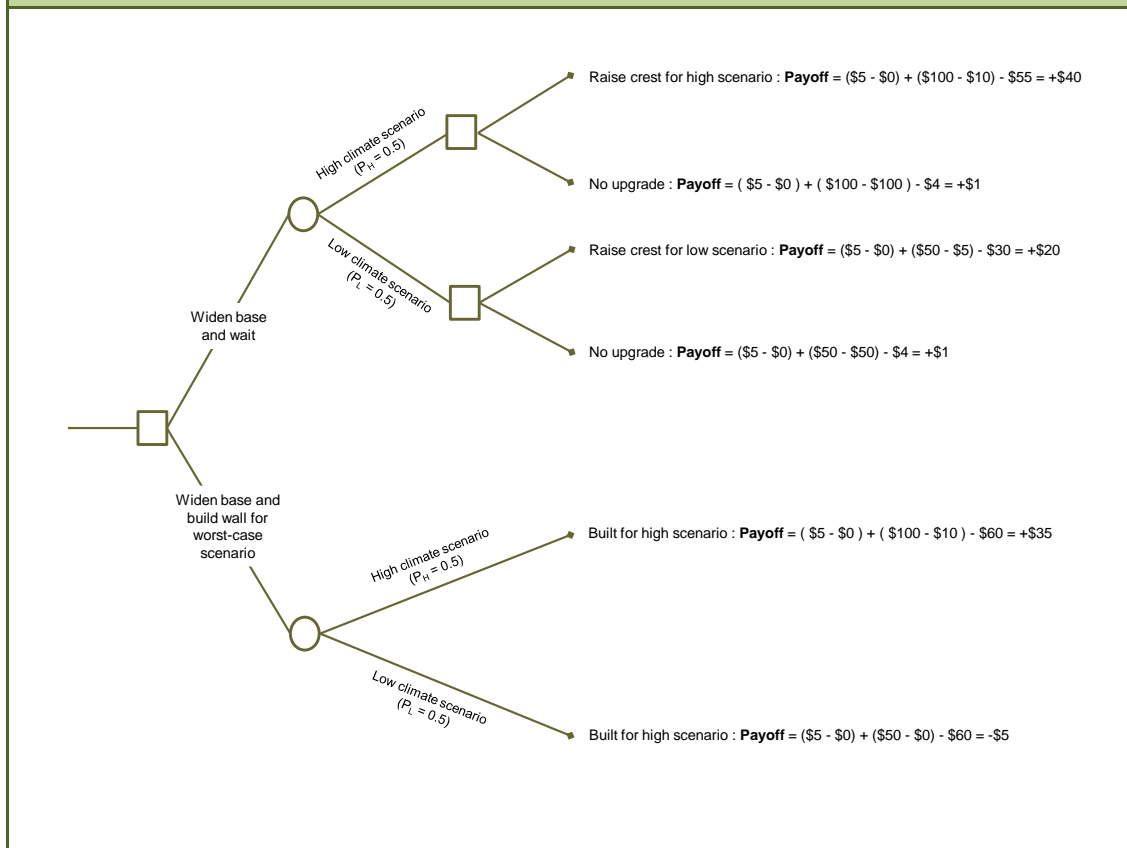 Raise crest for high scenario : Payoff = ($5 - $0) + ($100 - $10) - $55 = +$40
High climate scenario
(PH = 0.5)
No upgrade : Payoff = ( $5 - $0 ) + ( $100 - $100 ) - $4 = +$1
Raise crest for low scenario : Payoff = ($5 - $0) + ($50 - $5) - $30 = +$20
Low climate scenario
(PL = 0.5)
No upgrade : Payoff = ($5 - $0) + ($50 - $50) - $4 = +$1
Widen base
and wait
Widen base and
build wall for
worst-case
scenario
Built for high scenario : Payoff = ( $5 - $0 ) + ( $100 - $10 ) - $60 = +$35
High climate scenario
(PH = 0.5)
Low climate scenario
(PL = 0.5)
Built for high scenario : Payoff = ($5 - $0) + ($50 - $0) - $60 = -$5